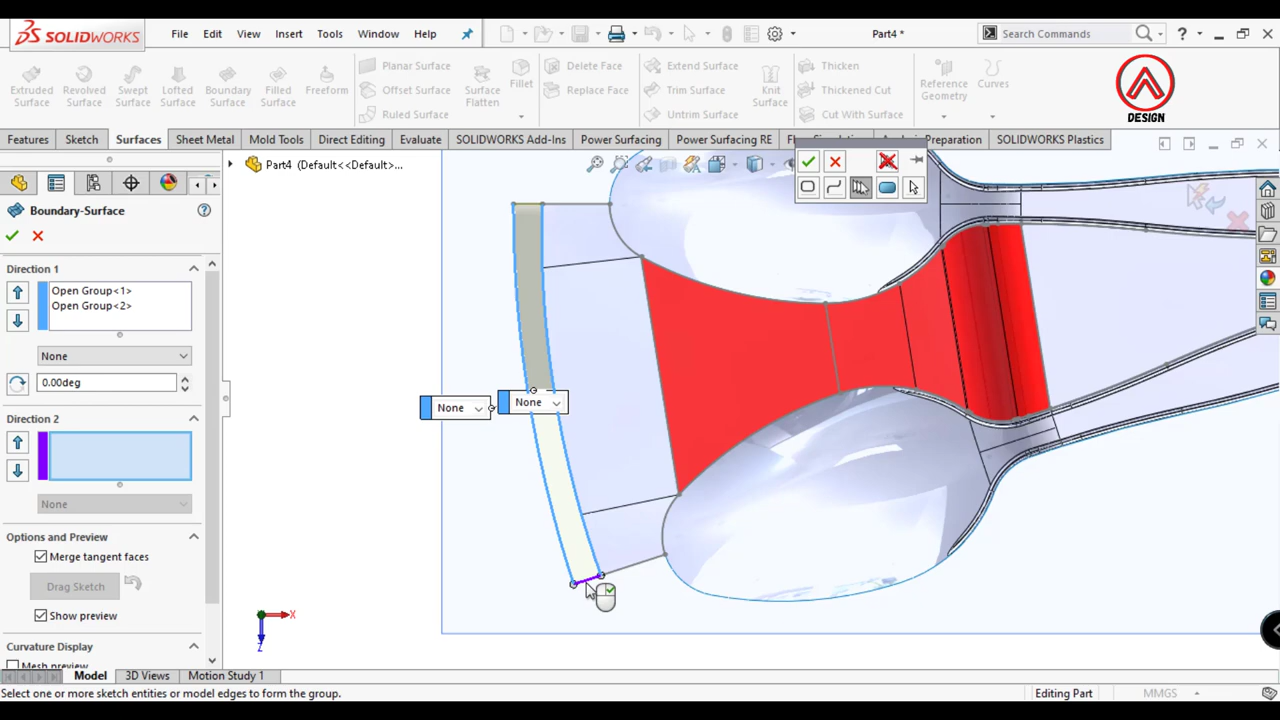 SOLIDWORKS File Edit View Insert Tools Window Help Part4 * Search Commands ?
Extruded Surface Revolved Surface Swept Surface Lofted Surface Boundary Surface Filled Surface Freeform
Planar Surface
Offset Surface
Ruled Surface
Surface Flatten
Delete Face
Replace Face
Fillet
Extend Surface
Trim Surface
Untrim Surface
Knit Surface
Thicken
Thickened Cut
Cut With Surface
Reference Geometry
Curves
DESIGN
Features Sketch Surfaces Sheet Metal Mold Tools Direct Editing Evaluate SOLIDWORKS Add-Ins Power Surfacing Power Surfacing RE SOLIDWORKS Plastics
Part4 (Default<<Default>...
Boundary-Surface
Direction 1
Open Group<1>
Open Group<2>
None
0.00deg
Direction 2
None
Options and Preview
Merge tangent faces
Drag Sketch
Show preview
Curvature Display
Mesh preview
None
None
X
Z
Model 3D Views Motion Study 1
Select one or more sketch entities or model edges to form the group. Editing Part MMGS